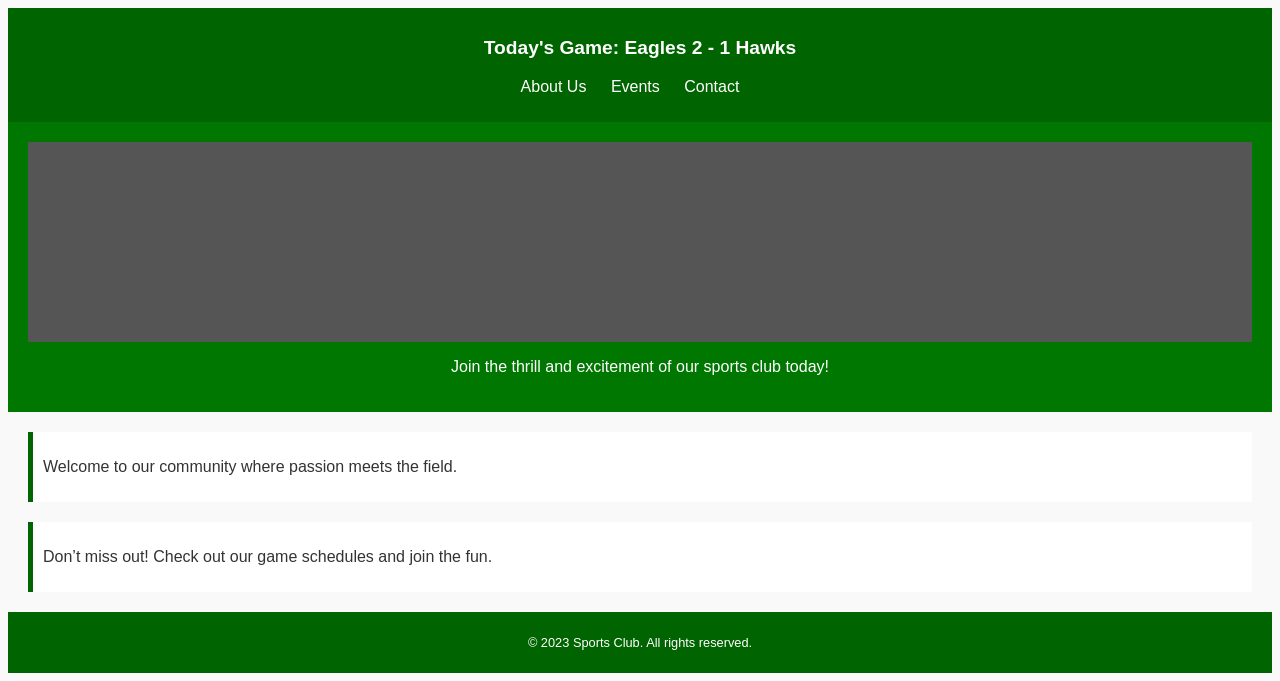 Today's Game: Eagles 2 - 1 Hawks
About Us Events Contact
Join the thrill and excitement of our sports club today!
Welcome to our community where passion meets the field.
Don’t miss out! Check out our game schedules and join the fun.
© 2023 Sports Club. All rights reserved.